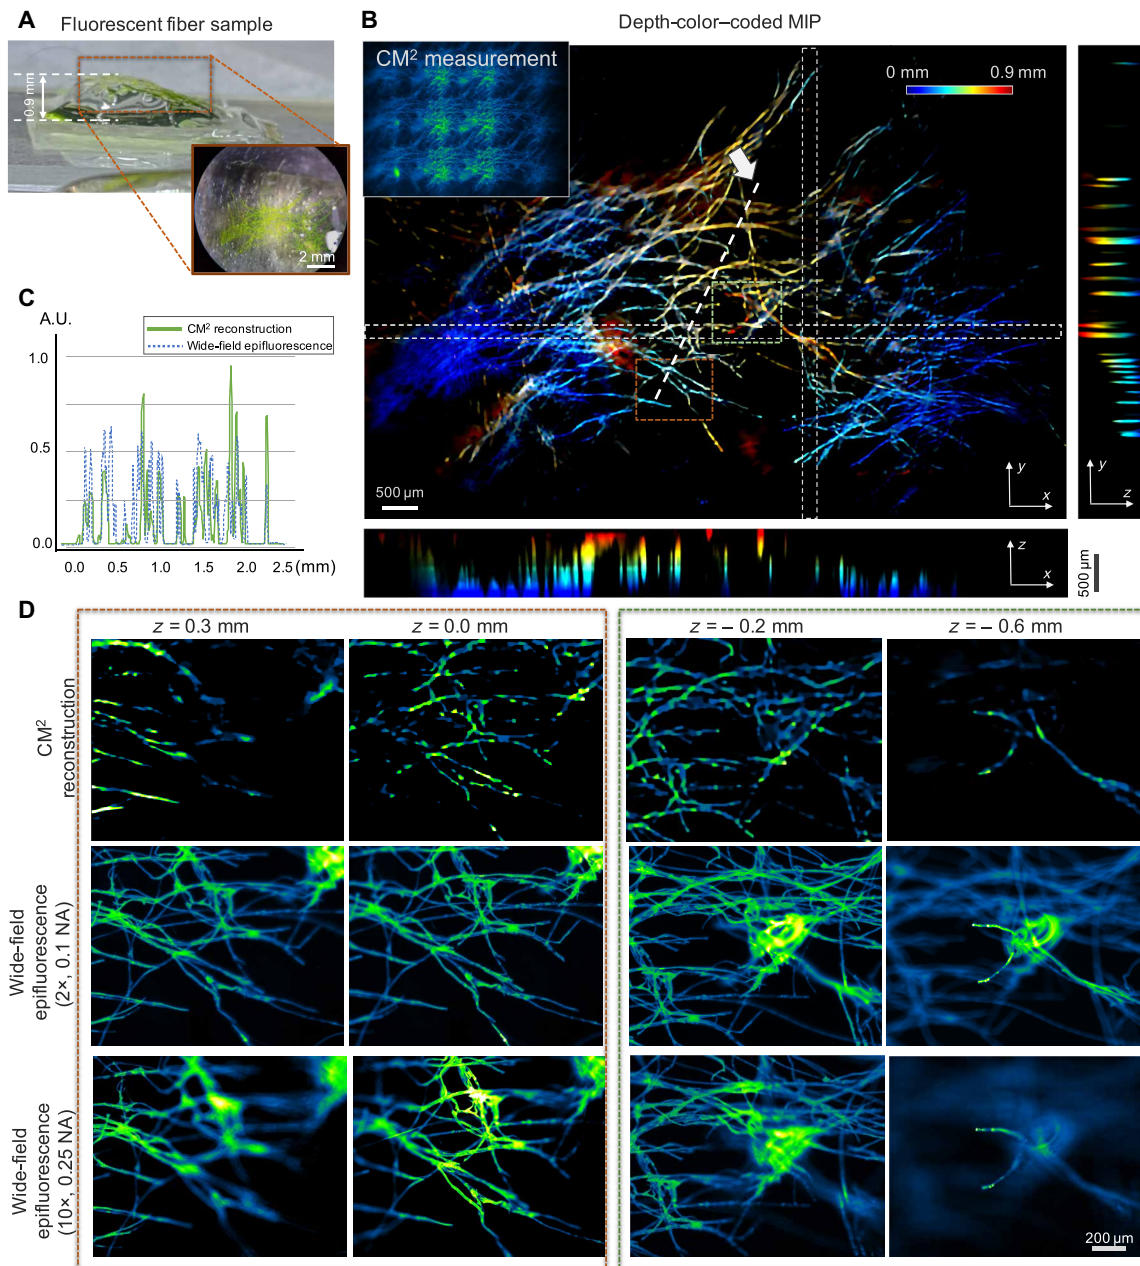 A
Fluorescent fiber sample
0.9 mm
2 mm
B
Depth-color–coded MIP
CM² measurement
0 mm
0.9 mm
500 µm
y
x
y
z
z
x
500 µm
C
A.U.
CM² reconstruction
Wide-field epifluorescence
1.0
0.5
0.0
0.0 0.5 1.0 1.5 2.0 2.5 (mm)
D
z = 0.3 mm
z = 0.0 mm
z = – 0.2 mm
z = – 0.6 mm
CM²
reconstruction
Wide-field
epifluorescence
(2×, 0.1 NA)
Wide-field
epifluorescence
(10×, 0.25 NA)
200 µm